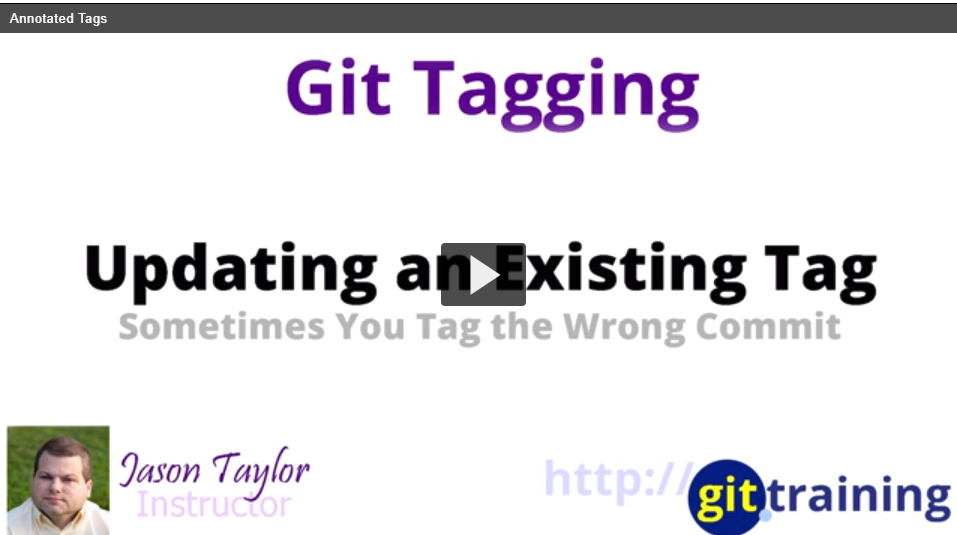 Annotated Tags
Git Tagging
Updating an Existing Tag
Sometimes You Tag the Wrong Commit
Jason Taylor
Instructor
http://git.training